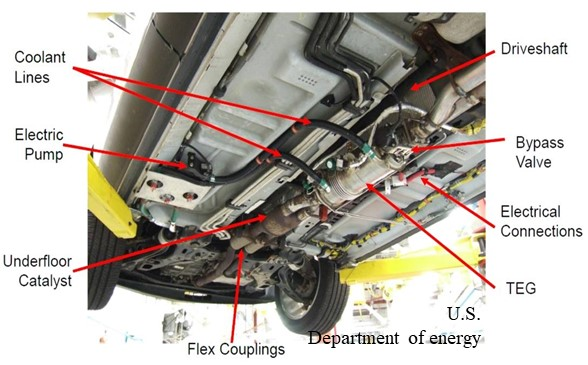 Coolant
Lines
Driveshaft
Electric
Pump
Bypass
Valve
Electrical
Connections
Underfloor
Catalyst
TEG
U.S.
Department of energy
Flex Couplings